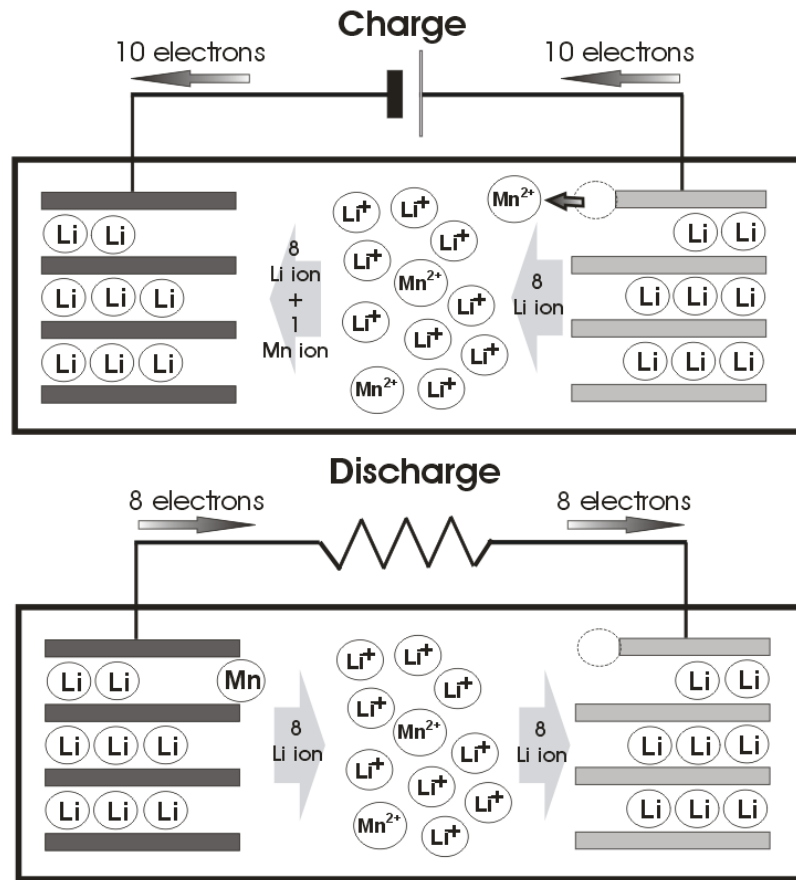 Charge
10 electrons
10 electrons
Li Li
Li Li Li
Li Li Li
8
Li ion
+
1
Mn ion
Li⁺ Li⁺
Li⁺
Li⁺
Mn²⁺
Li⁺
Li⁺
Li⁺
Li⁺
Mn²⁺ Li⁺
Mn²⁺
8
Li ion
Li Li
Li Li Li
Li Li Li
Discharge
8 electrons
8 electrons
Li Li Mn
Li Li Li
Li Li Li
8
Li ion
Li⁺ Li⁺
Li⁺
Li⁺
Mn²⁺
Li⁺
Li⁺
Li⁺
Li⁺
Mn²⁺ Li⁺
8
Li ion
Li Li
Li Li Li
Li Li Li